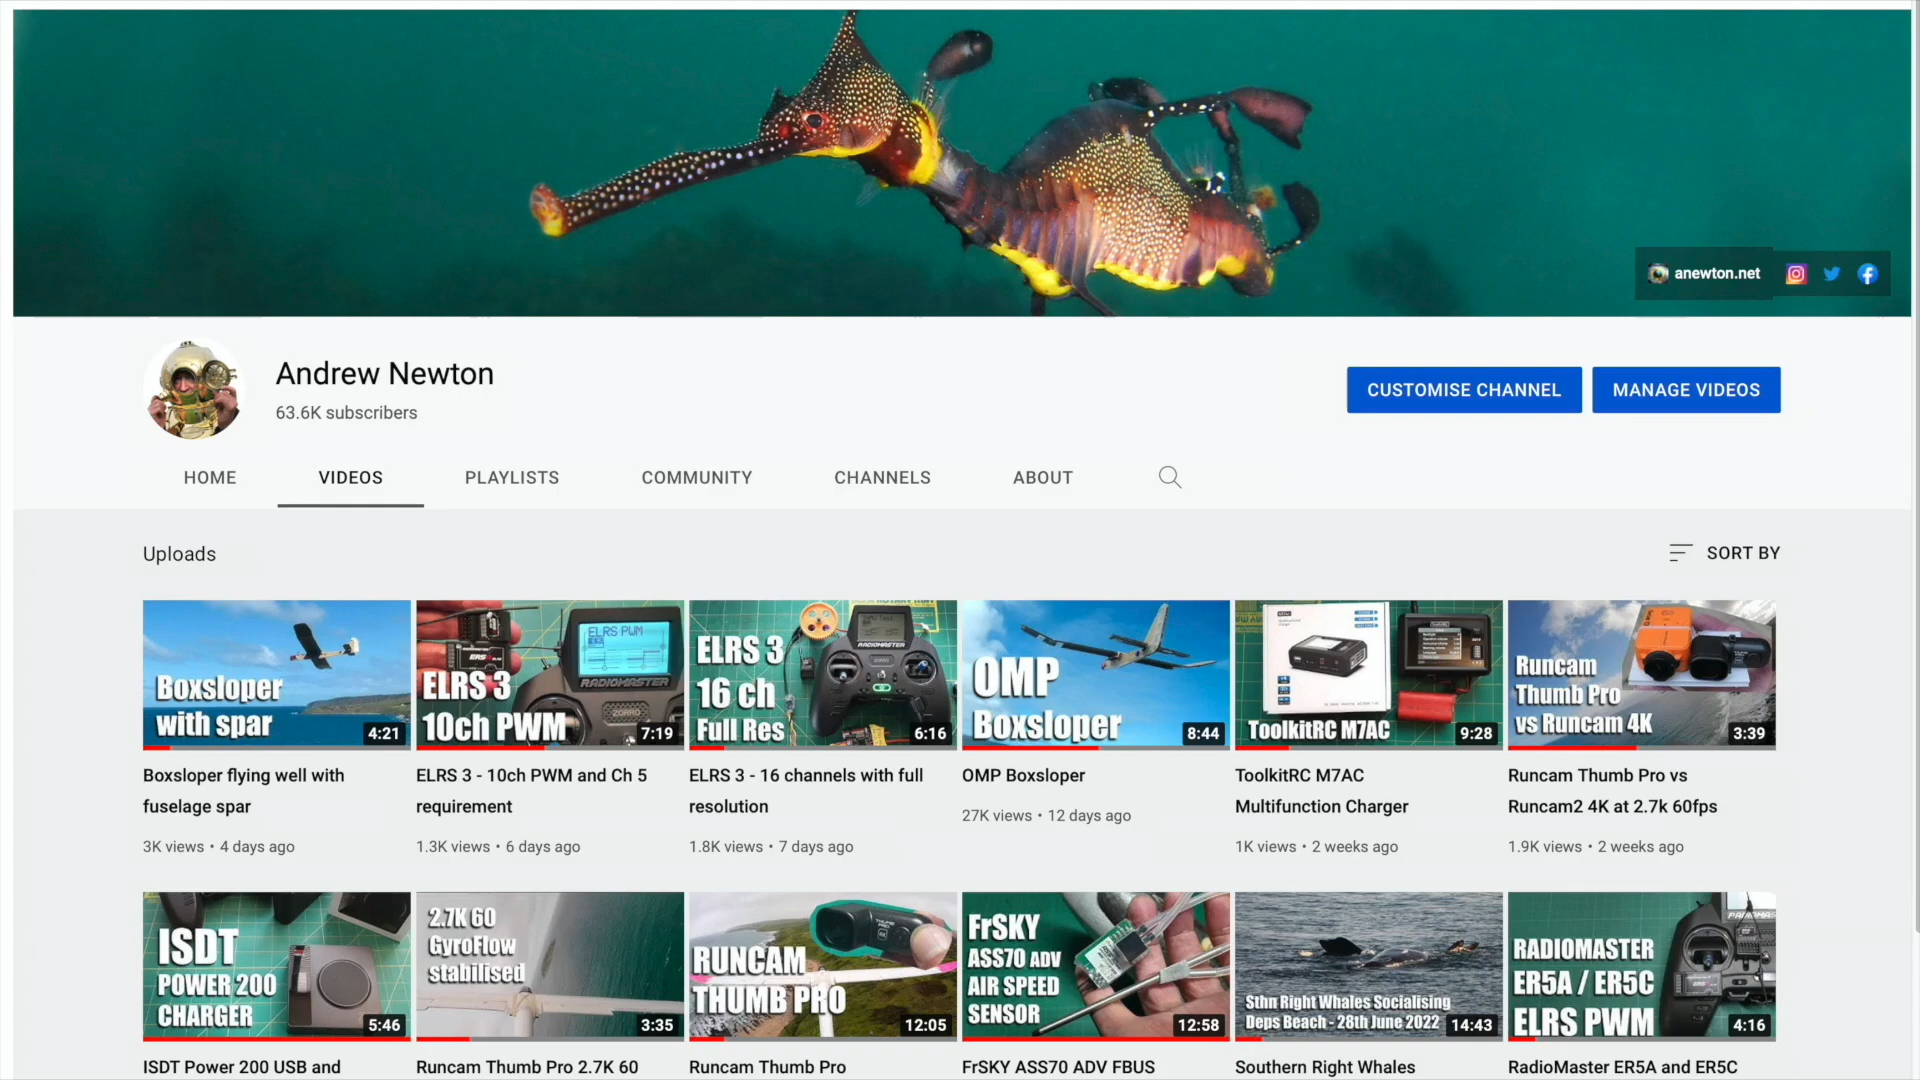 anewton.net
Andrew Newton
63.6K subscribers
CUSTOMISE CHANNEL
MANAGE VIDEOS
HOME
VIDEOS
PLAYLISTS
COMMUNITY
CHANNELS
ABOUT
Uploads
SORT BY
Boxsloper
with spar
4:21
Boxsloper flying well with
fuselage spar
3K views • 4 days ago
ELRS PWM
RADIOMASTER
ZORRO
ELRS 3
10ch PWM
7:19
ELRS 3 - 10ch PWM and Ch 5
requirement
1.3K views • 6 days ago
RADIOMASTER
ELRS 3
16 ch
Full Res
6:16
ELRS 3 - 16 channels with full
resolution
1.8K views • 7 days ago
OMP
Boxsloper
8:44
OMP Boxsloper
27K views • 12 days ago
ToolkitRC M7AC
9:28
ToolkitRC M7AC
Multifunction Charger
1K views • 2 weeks ago
Runcam
Thumb Pro
vs Runcam 4K
3:39
Runcam Thumb Pro vs
Runcam2 4K at 2.7k 60fps
1.9K views • 2 weeks ago
ISDT
POWER 200
CHARGER
5:46
ISDT Power 200 USB and
2.7K 60
GyroFlow
stabilised
3:35
Runcam Thumb Pro 2.7K 60
RUNCAM
THUMB PRO
12:05
Runcam Thumb Pro
FrSKY
ASS70 ADV
AIR SPEED
SENSOR
12:58
FrSKY ASS70 ADV FBUS
Sthn Right Whales Socialising
Deps Beach - 28th June 2022
14:43
Southern Right Whales
RADIOMASTER
ER5A / ER5C
ELRS PWM
4:16
RadioMaster ER5A and ER5C